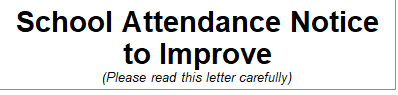 School Attendance Notice
to Improve
(Please read this letter carefully)